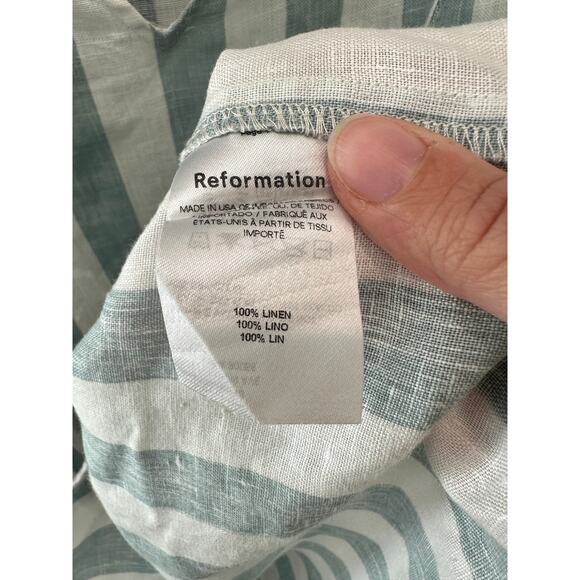 Reformation
MADE IN USA DE TEJIDO
IMPORTADO / FABRIQUÉ AUX
ÉTATS-UNIS À PARTIR DE TISSU
IMPORTÉ
100% LINEN
100% LINO
100% LIN